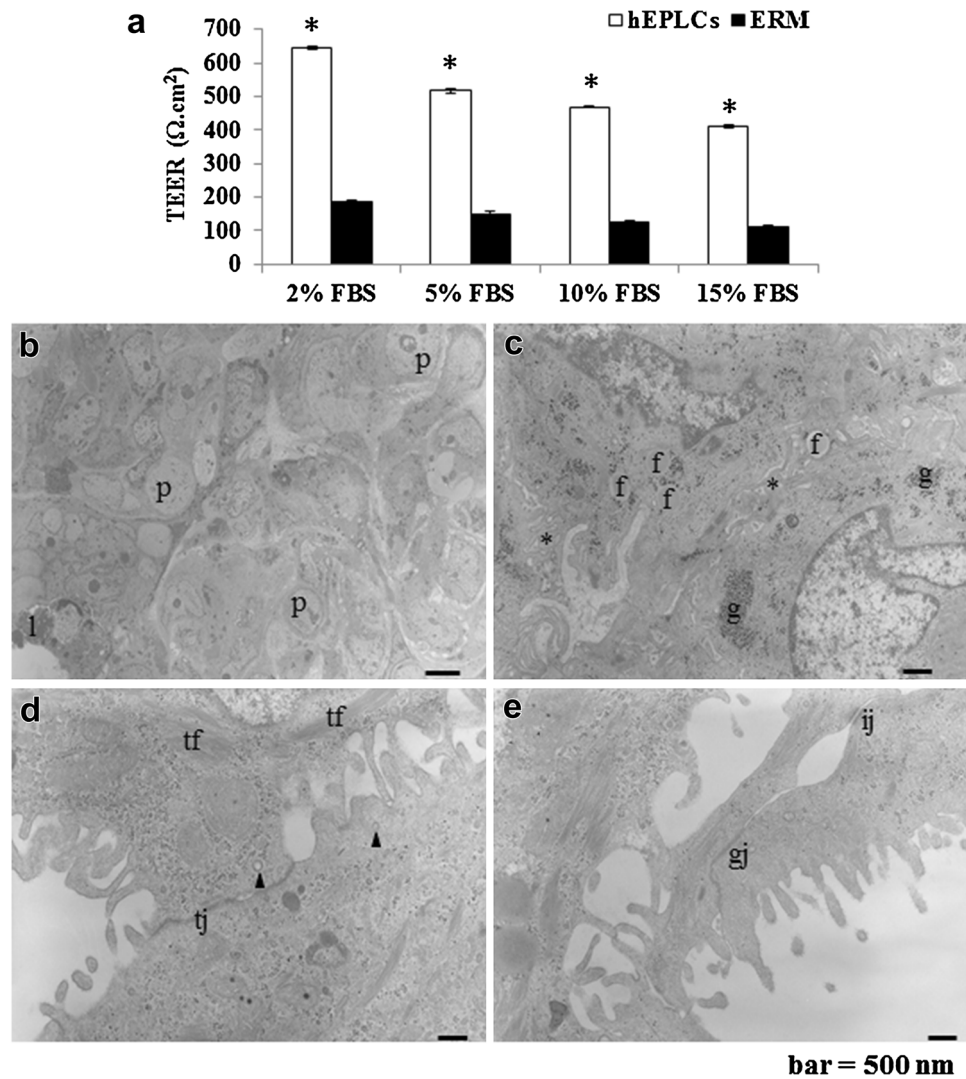 a
hEPLCs ERM
TEER (Ω.cm²)
700
600
500
400
300
200
100
0
* * * *
2% FBS 5% FBS 10% FBS 15% FBS
b
p
p
p
l
c
f
f
f
f
g
*
*
g
d
tf
tf
tj
e
ij
gj
bar = 500 nm